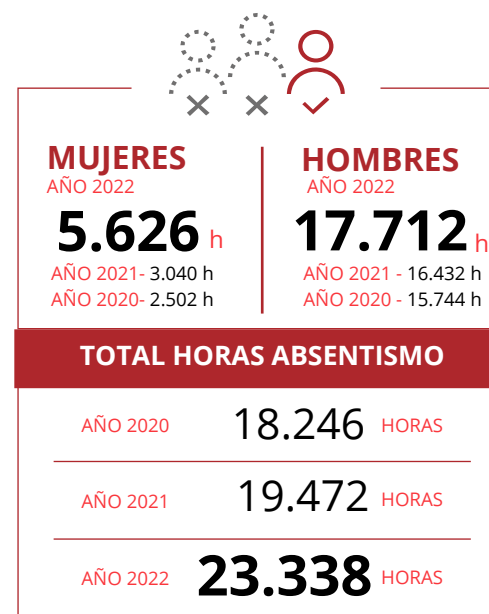 MUJERES
AÑO 2022
5.626 h
AÑO 2021- 3.040 h
AÑO 2020- 2.502 h
HOMBRES
AÑO 2022
17.712 h
AÑO 2021 - 16.432 h
AÑO 2020 - 15.744 h
TOTAL HORAS ABSENTISMO
AÑO 2020 18.246 HORAS
AÑO 2021 19.472 HORAS
AÑO 2022 23.338 HORAS